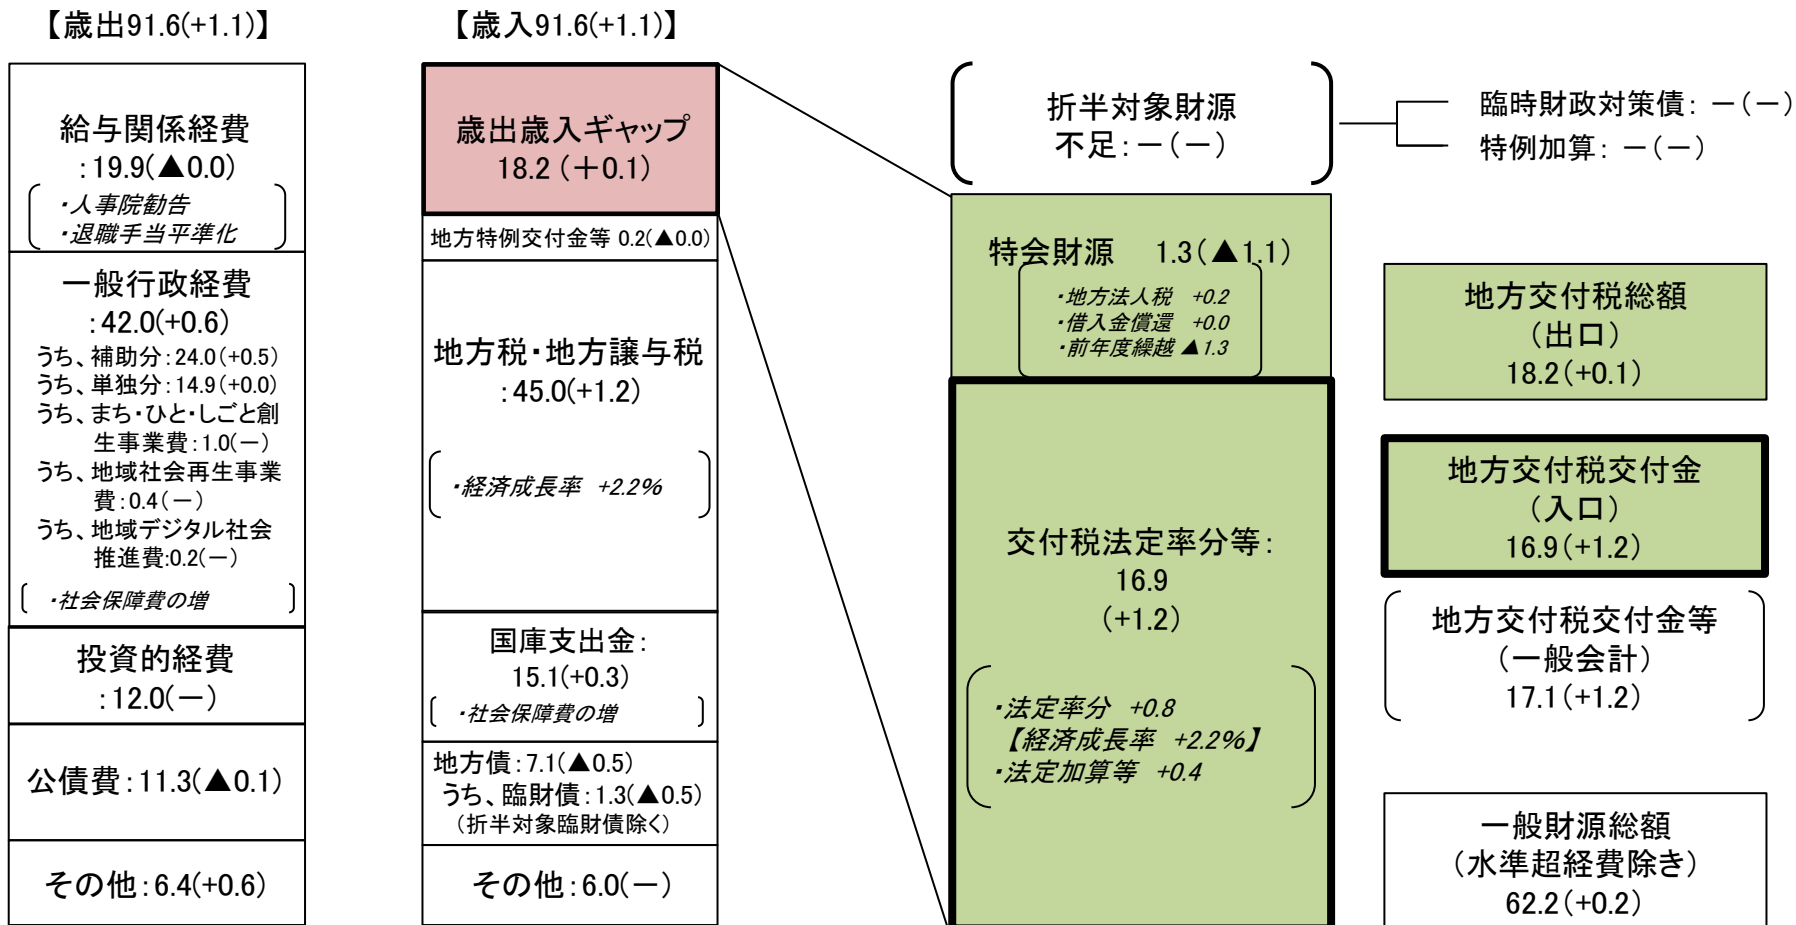 【歳出91.6(+1.1)】
給与関係経費
:19.9(▲0.0)
・人事院勧告
・退職手当平準化
一般行政経費
:42.0(+0.6)
うち、補助分:24.0(+0.5)
うち、単独分:14.9(+0.0)
うち、まち・ひと・しごと創
生事業費:1.0(－)
うち、地域社会再生事業
費:0.4(－)
うち、地域デジタル社会
推進費:0.2(－)
・社会保障費の増
投資的経費
:12.0(－)
公債費:11.3(▲0.1)
その他:6.4(+0.6)
【歳入91.6(+1.1)】
歳出歳入ギャップ
18.2(＋0.1)
地方特例交付金等 0.2(▲0.0)
地方税・地方譲与税
:45.0(+1.2)
・経済成長率 +2.2%
国庫支出金:
15.1(+0.3)
・社会保障費の増
地方債:7.1(▲0.5)
うち、臨財債:1.3(▲0.5)
(折半対象臨財債除く)
その他:6.0(－)
折半対象財源
不足:－(－)
臨時財政対策債: －(－)
特例加算: －(－)
特会財源 1.3(▲1.1)
・地方法人税 +0.2
・借入金償還 +0.0
・前年度繰越 ▲1.3
交付税法定率分等:
16.9
(+1.2)
・法定率分 +0.8
【経済成長率 +2.2%】
・法定加算等 +0.4
地方交付税総額
(出口)
18.2(+0.1)
地方交付税交付金
(入口)
16.9(+1.2)
地方交付税交付金等
(一般会計)
17.1(+1.2)
一般財源総額
(水準超経費除き)
62.2(+0.2)